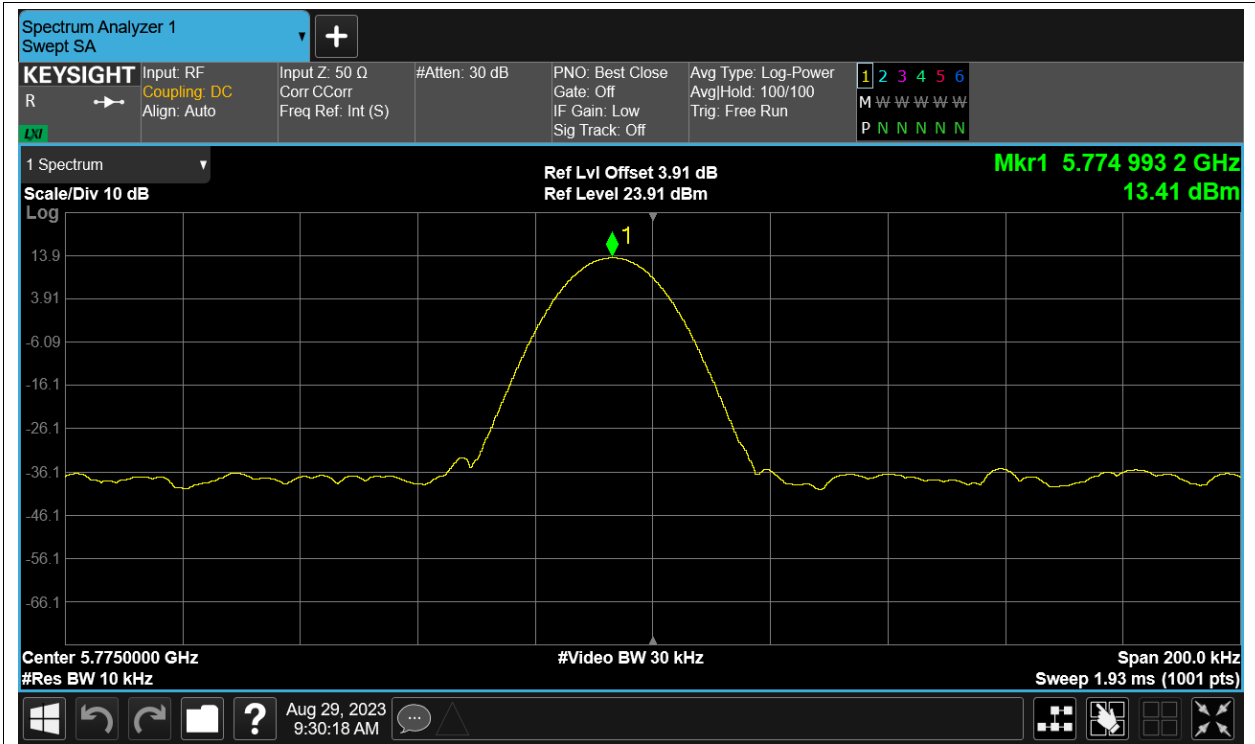 Spectrum Analyzer 1
Swept SA
KEYSIGHT
R
LXI
Input: RF
Coupling: DC
Align: Auto
Input Z: 50 Ω
Corr CCorr
Freq Ref: Int (S)
#Atten: 30 dB
PNO: Best Close
Gate: Off
IF Gain: Low
Sig Track: Off
Avg Type: Log-Power
Avg|Hold: 100/100
Trig: Free Run
1 2 3 4 5 6
M W W W W W
P N N N N N
1 Spectrum
Scale/Div 10 dB
Log
Ref Lvl Offset 3.91 dB
Ref Level 23.91 dBm
Mkr1 5.774 993 2 GHz
13.41 dBm
1
13.9
3.91
-6.09
-16.1
-26.1
-36.1
-46.1
-56.1
-66.1
Center 5.7750000 GHz
#Res BW 10 kHz
#Video BW 30 kHz
Span 200.0 kHz
Sweep 1.93 ms (1001 pts)
?
Aug 29, 2023
9:30:18 AM